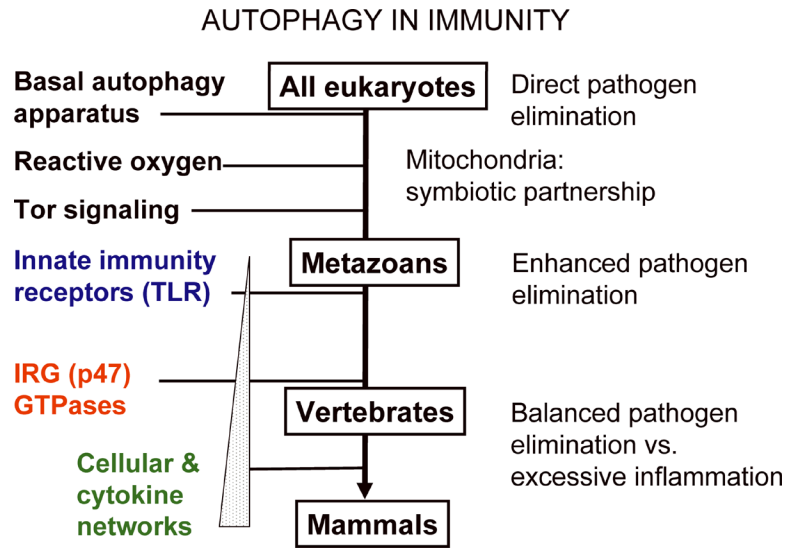 AUTOPHAGY IN IMMUNITY
Basal autophagy
apparatus
All eukaryotes
Direct pathogen
elimination
Reactive oxygen
Mitochondria:
symbiotic partnership
Tor signaling
Innate immunity
receptors (TLR)
Metazoans
Enhanced pathogen
elimination
IRG (p47)
GTPases
Vertebrates
Balanced pathogen
elimination vs.
excessive inflammation
Cellular &
cytokine
networks
Mammals